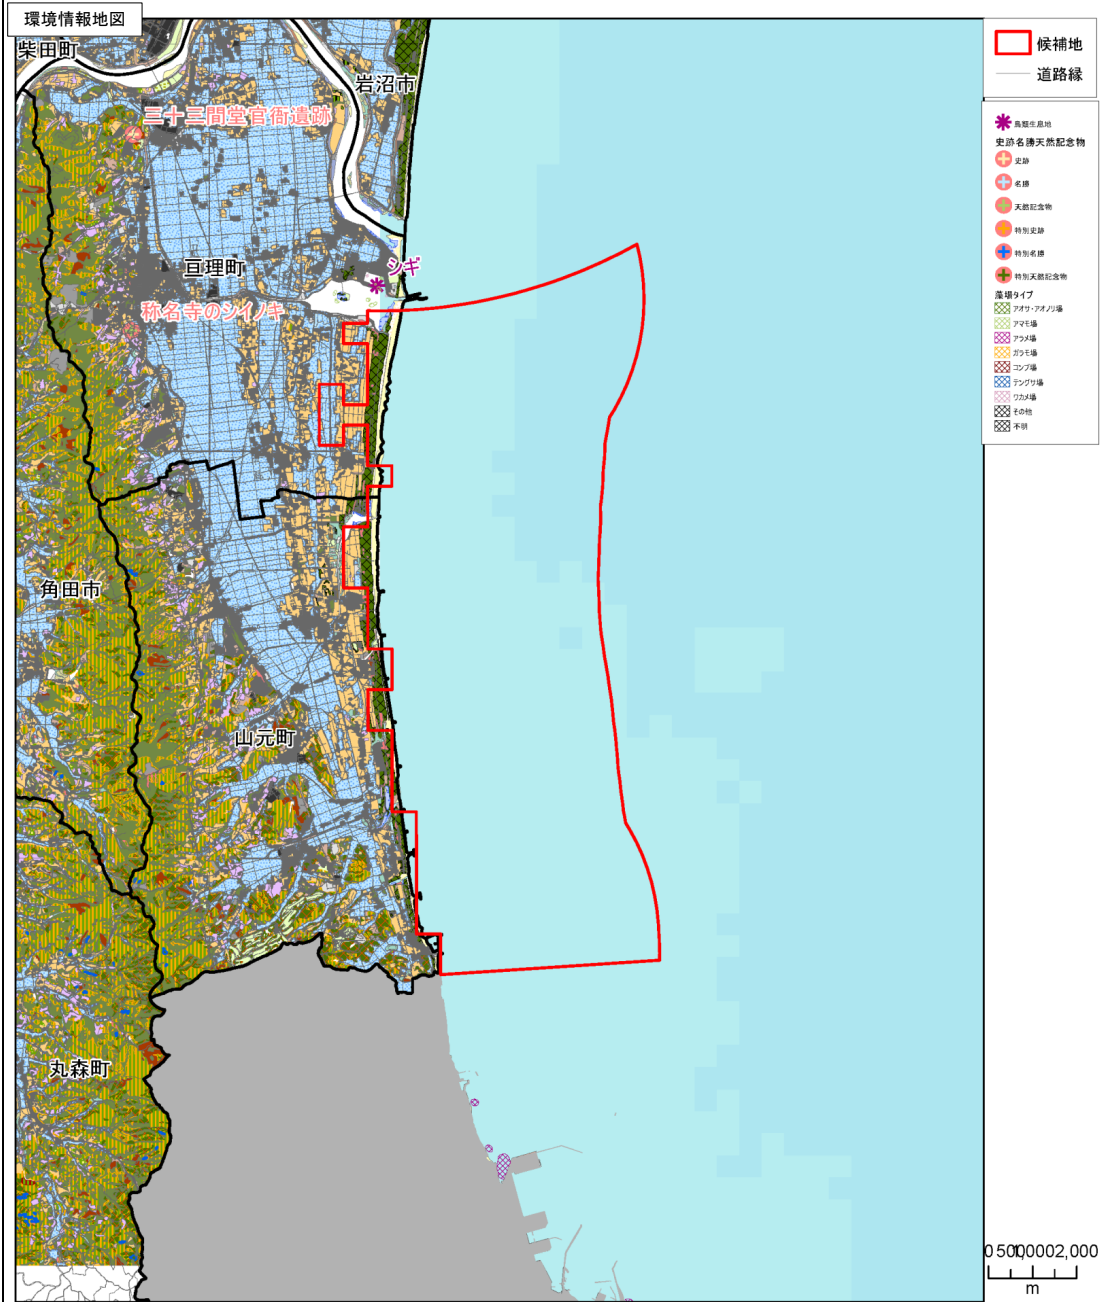 環境情報地図
柴田町
岩沼市
三十三間堂官衙遺跡
シギ
亘理町
称名寺のシイノキ
角田市
山元町
丸森町
候補地
道路縁
鳥類生息地
史跡名勝天然記念物
史跡
名勝
天然記念物
特別史跡
特別名勝
特別天然記念物
藻場タイプ
アオサ・アオノリ場
アマモ場
アラメ場
ガラモ場
コンブ場
テングサ場
ワカメ場
その他
不明
0 500 1,000 2,000
m